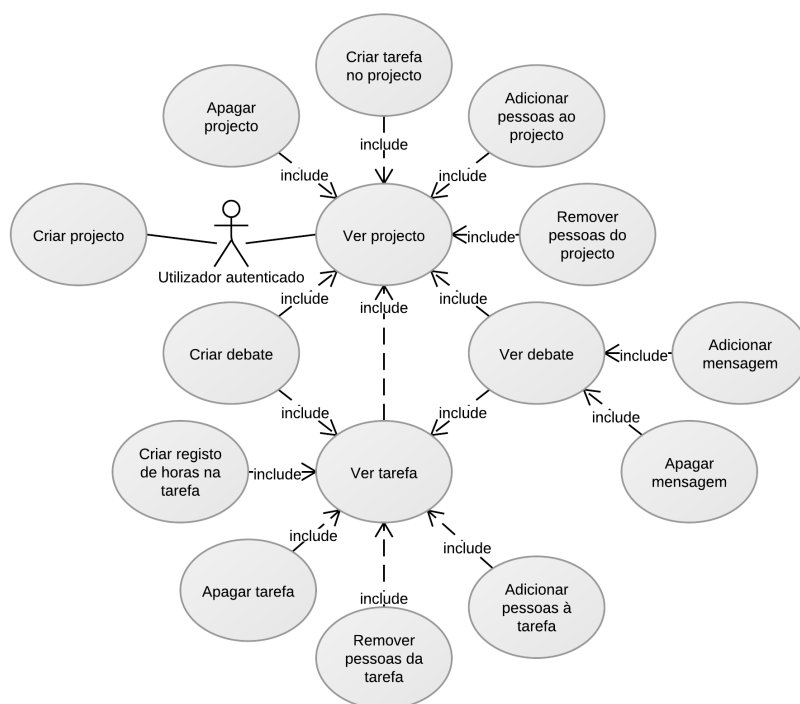 Criar tarefa
no projecto
Apagar
projecto
Adicionar
pessoas ao
projecto
include
include
include
Criar projecto
Ver projecto
Remover
pessoas do
projecto
include
Utilizador autenticado
include
include
include
Criar debate
Ver debate
Adicionar
mensagem
include
include
include
include
Criar registo
de horas na
tarefa
include
Ver tarefa
Apagar
mensagem
include
include
Apagar tarefa
include
Adicionar
pessoas à
tarefa
Remover
pessoas da
tarefa